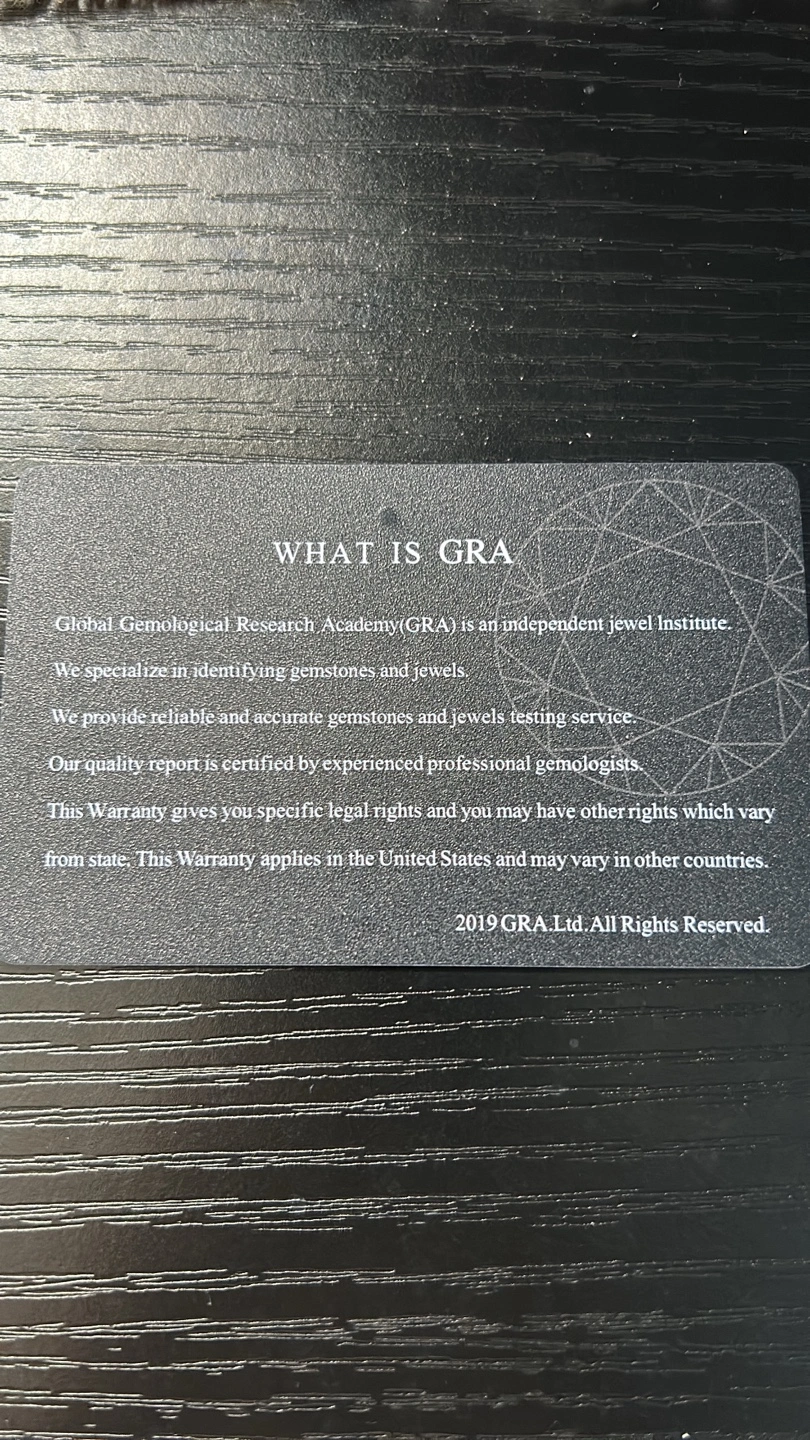 WHAT IS GRA
Global Gemological Research Academy(GRA) is an independent jewel Institute.
We specialize in identifying gemstones and jewels.
We provide reliable and accurate gemstones and jewels testing service.
Our quality report is certified by experienced professional gemologists.
This Warranty gives you specific legal rights and you may have other rights which vary
from state. This Warranty applies in the United States and may vary in other countries.
2019 GRA.Ltd.All Rights Reserved.